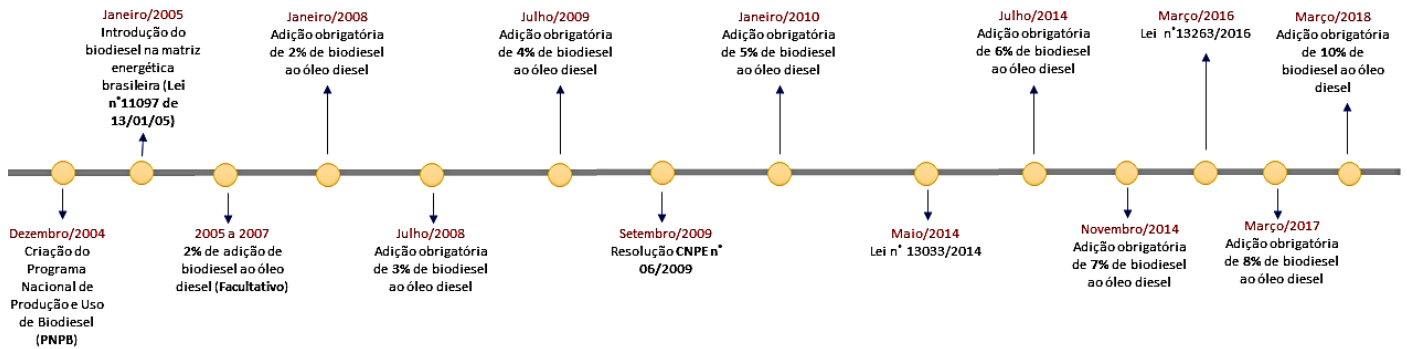 Janeiro/2005
Introdução do
biodiesel na matriz
energética
brasileira (Lei
n°11097 de
13/01/05)
Janeiro/2008
Adição obrigatória
de 2% de biodiesel
ao óleo diesel
Julho/2009
Adição obrigatória
de 4% de biodiesel
ao óleo diesel
Janeiro/2010
Adição obrigatória
de 5% de biodiesel
ao óleo diesel
Julho/2014
Adição obrigatória
de 6% de biodiesel
ao óleo diesel
Março/2016
Lei n°13263/2016
Março/2018
Adição obrigatória
de 10% de
biodiesel ao óleo
diesel
Dezembro/2004
Criação do
Programa
Nacional de
Produção e Uso
de Biodiesel
(PNPB)
2005 a 2007
2% de adição de
biodiesel ao óleo
diesel (Facultativo)
Julho/2008
Adição obrigatória
de 3% de biodiesel
ao óleo diesel
Setembro/2009
Resolução CNPE n°
06/2009
Maio/2014
Lei n° 13033/2014
Novembro/2014
Adição obrigatória
de 7% de biodiesel
ao óleo diesel
Março/2017
Adição obrigatória
de 8% de biodiesel
ao óleo diesel